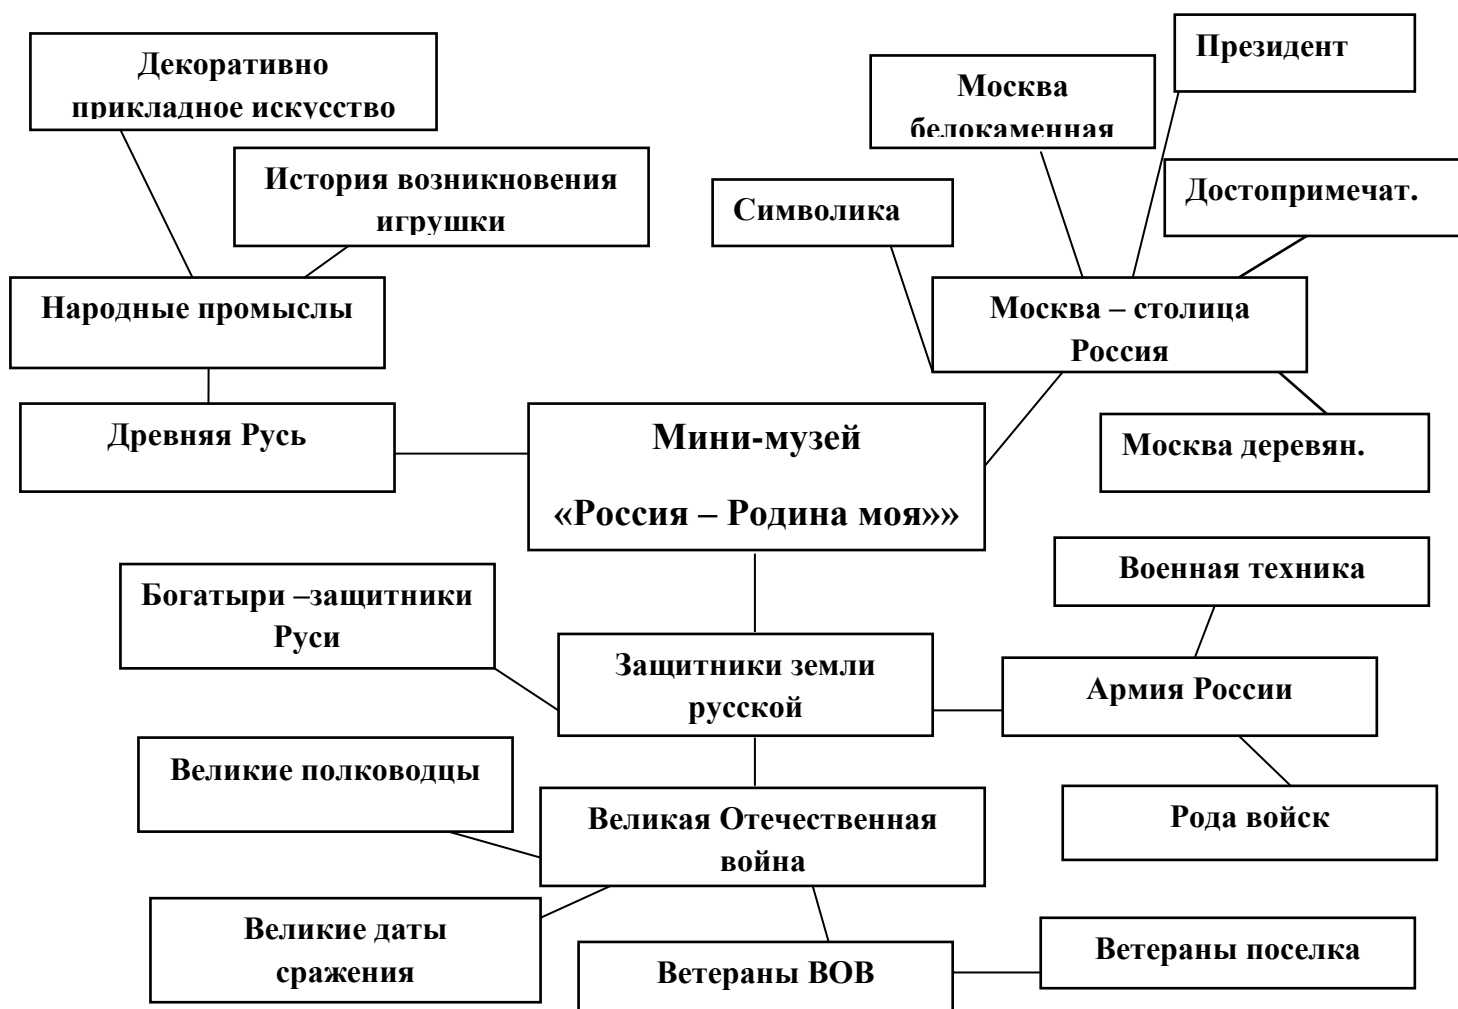 Декоративно
прикладное искусство
Президент
Москва
белокаменная
История возникновения
игрушки
Достопримечат.
Символика
Народные промыслы
Москва – столица
Россия
Древняя Русь
Мини-музей
«Россия – Родина моя»»
Москва деревян.
Военная техника
Богатыри –защитники
Руси
Защитники земли
русской
Армия России
Великие полководцы
Великая Отечественная
война
Рода войск
Великие даты
сражения
Ветераны ВОВ
Ветераны поселка